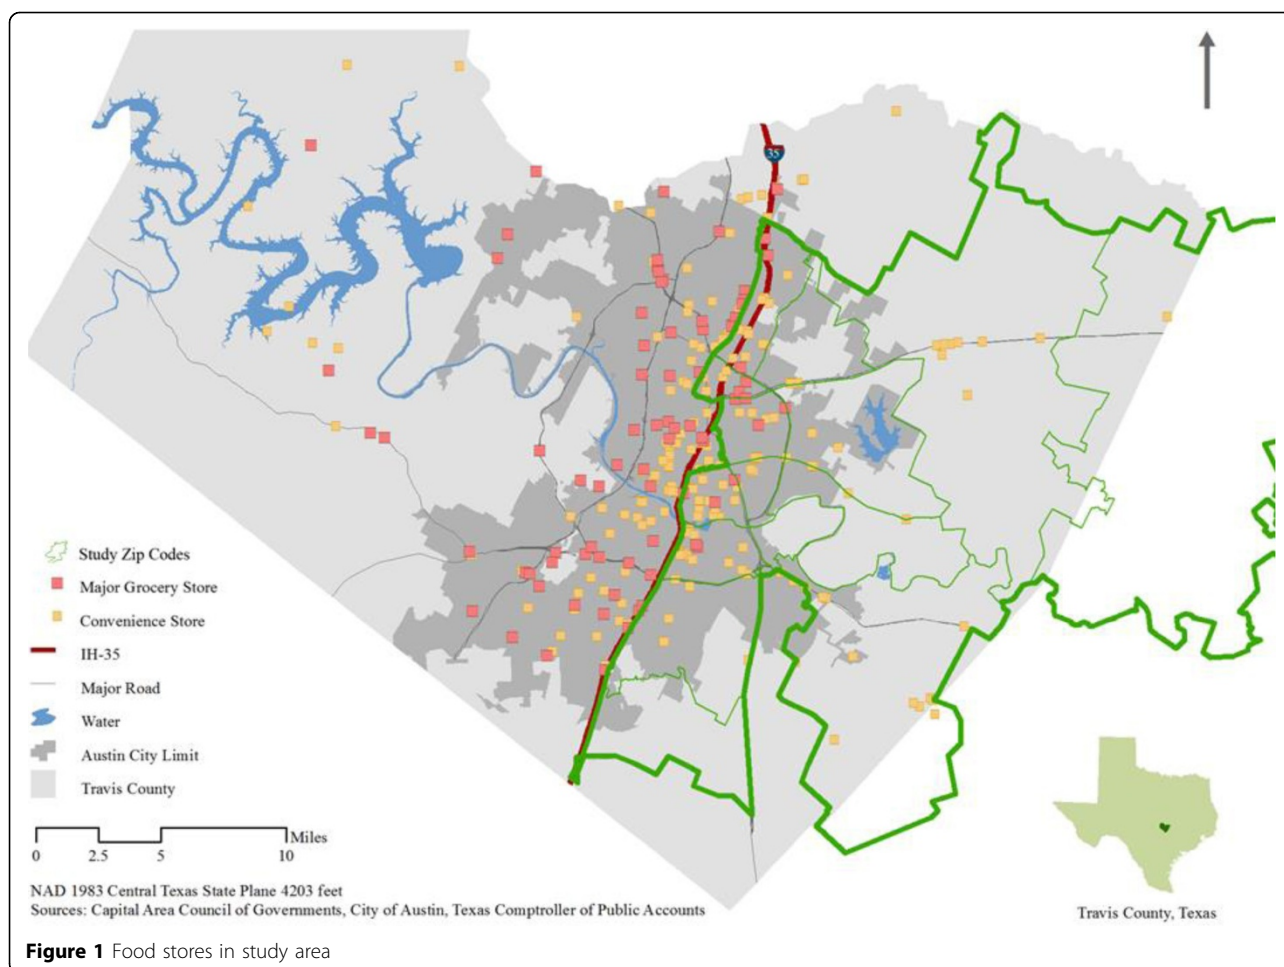 35
Study Zip Codes
Major Grocery Store
Convenience Store
IH-35
Major Road
Water
Austin City Limit
Travis County
Miles
0 2.5 5 10
NAD 1983 Central Texas State Plane 4203 feet
Sources: Capital Area Council of Governments, City of Austin, Texas Comptroller of Public Accounts
Travis County, Texas
Figure 1 Food stores in study area